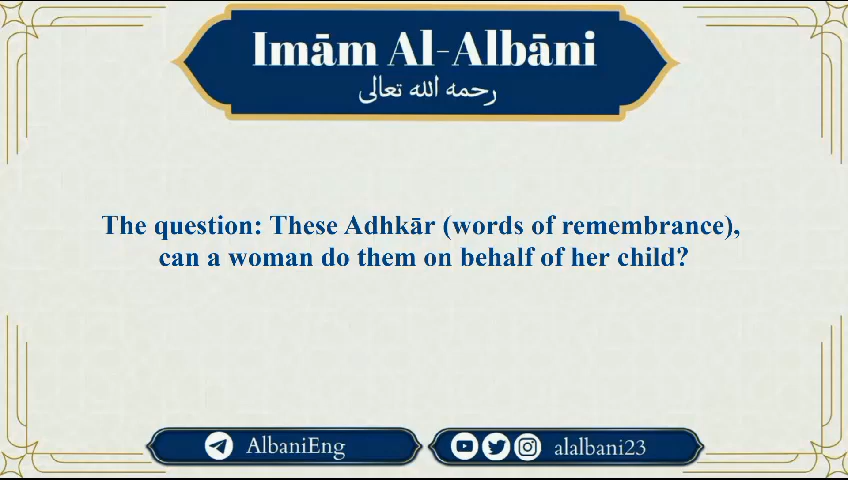 Imām Al-Albāni
رحمه الله تعالى
The question: These Adhkār (words of remembrance),
can a woman do them on behalf of her child?
AlbaniEng
alalbani23